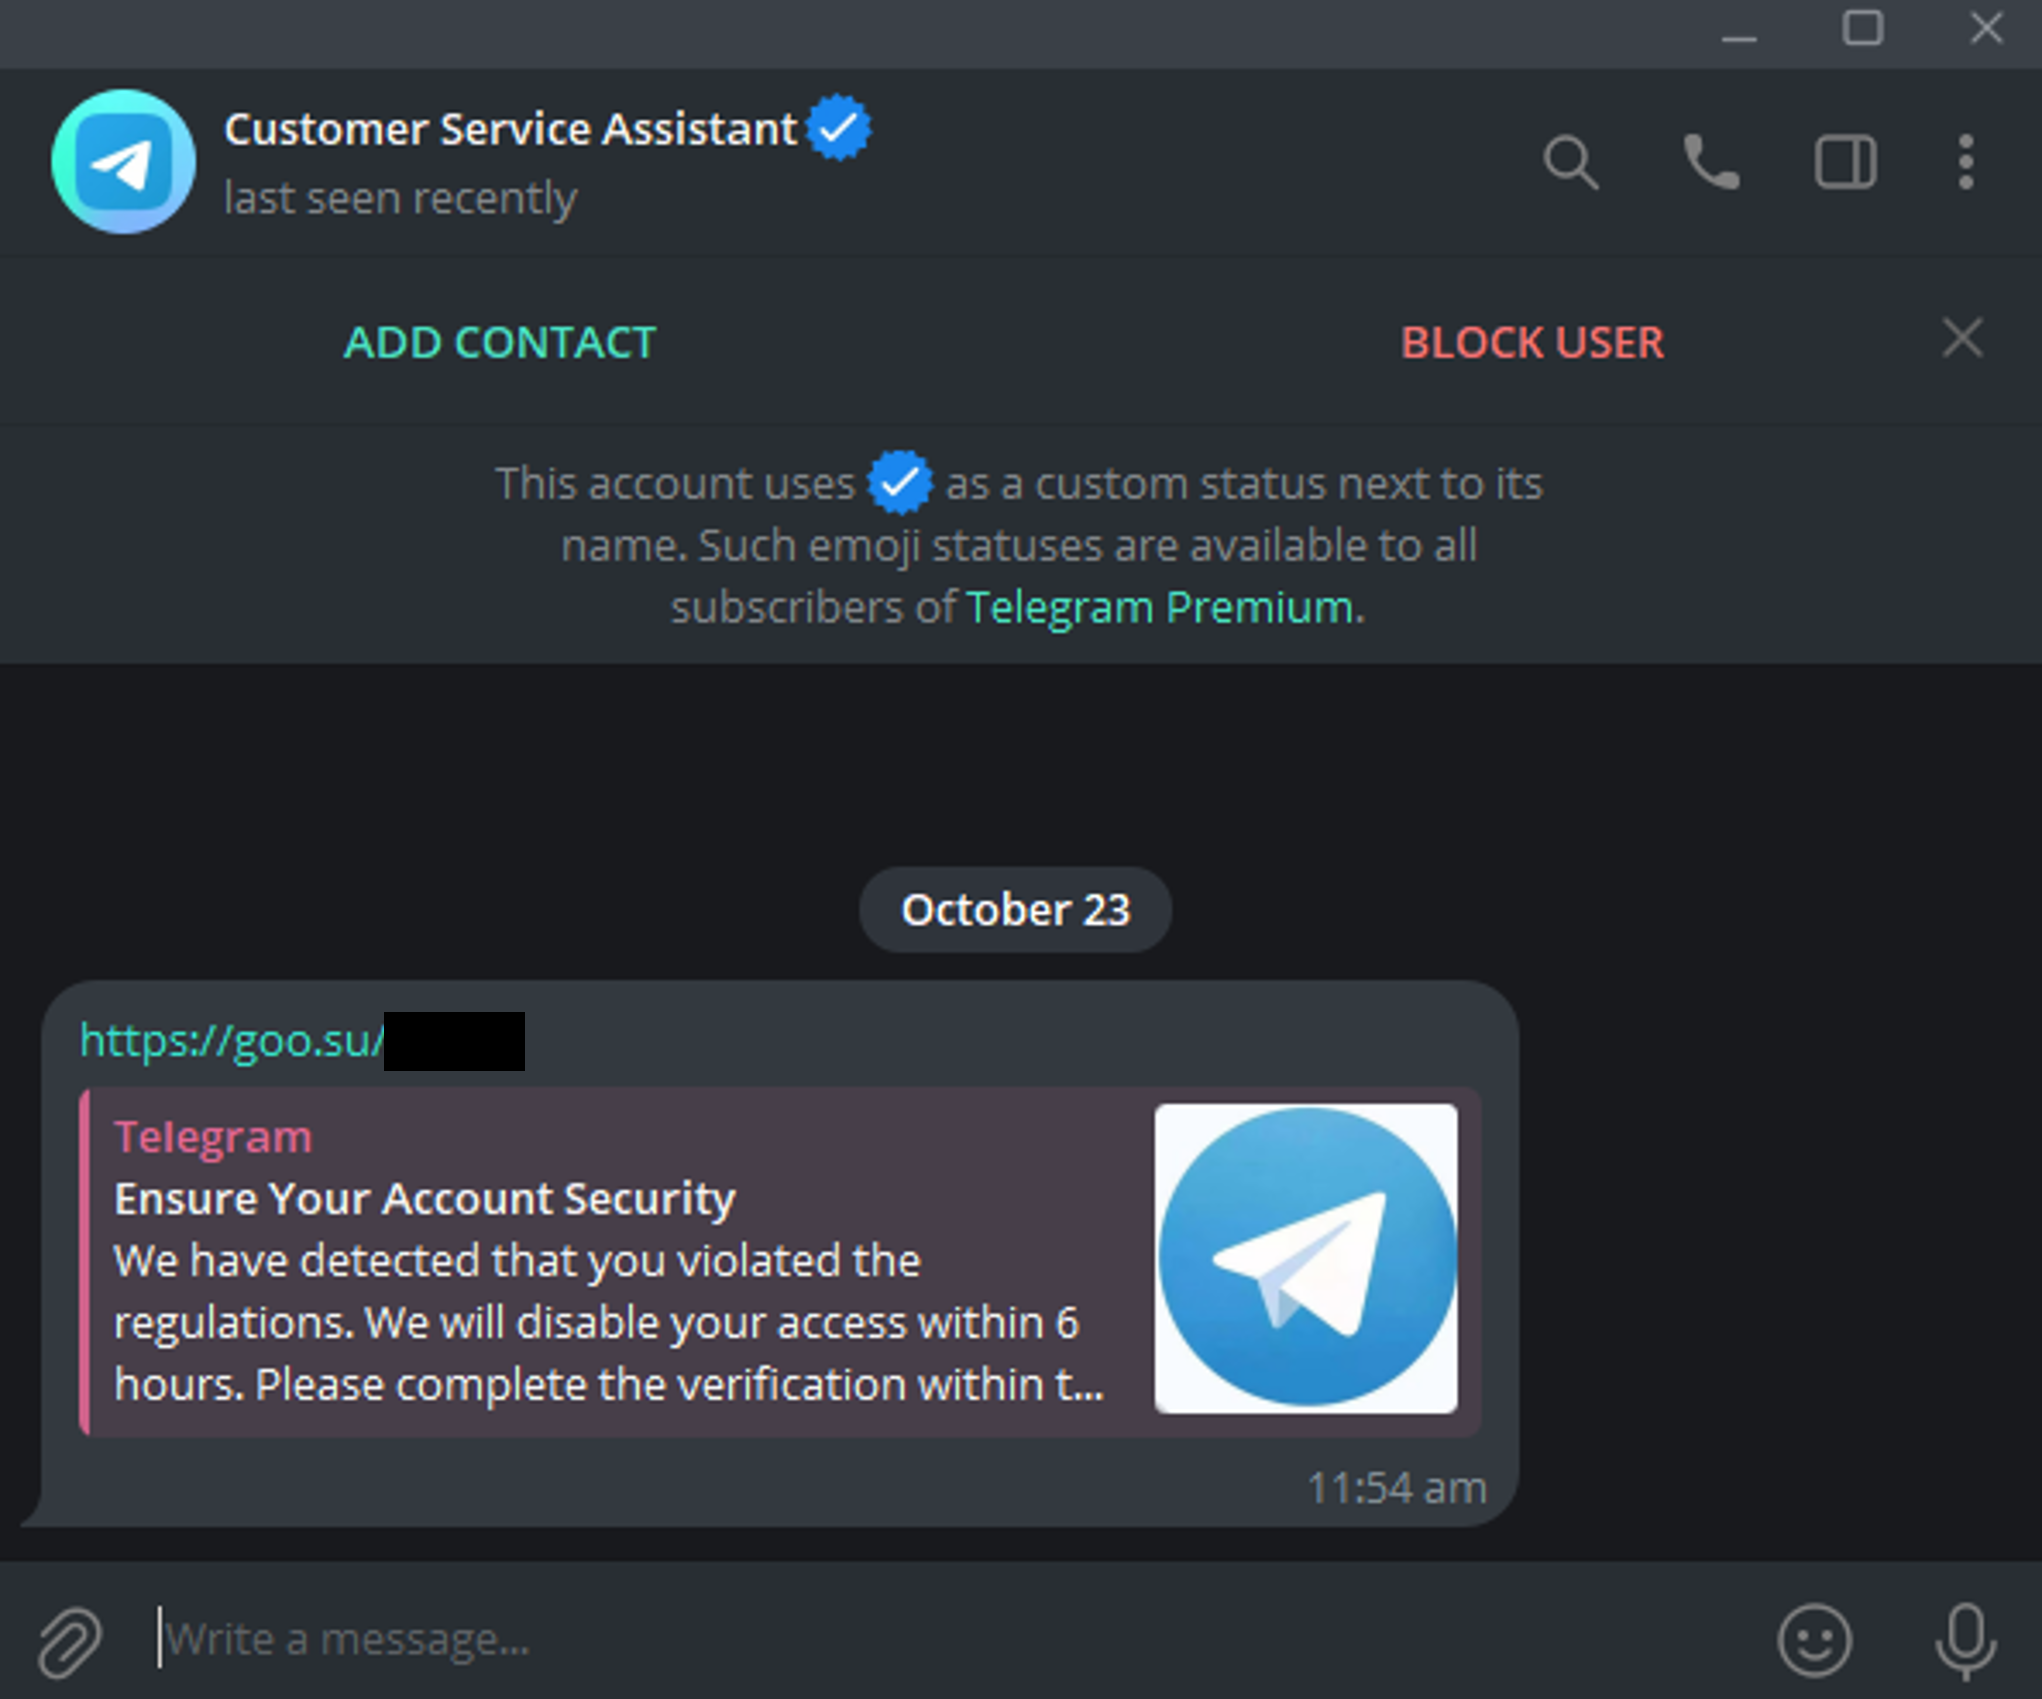 Customer Service Assistant
last seen recently
ADD CONTACT
BLOCK USER
This account uses as a custom status next to its
name. Such emoji statuses are available to all
subscribers of Telegram Premium.
October 23
https://goo.su/
Telegram
Ensure Your Account Security
We have detected that you violated the
regulations. We will disable your access within 6
hours. Please complete the verification within t...
11:54 am
Write a message...